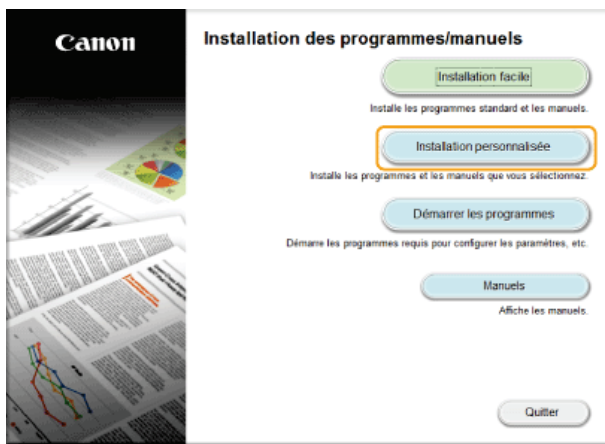 Canon
Installation des programmes/manuels
Installation facile
Installe les programmes standard et les manuels.
Installation personnalisée
Installe les programmes et les manuels que vous sélectionnez.
Démarrer les programmes
Démarre les programmes requis pour configurer les paramètres, etc.
Manuels
Affiche les manuels.
Quitter